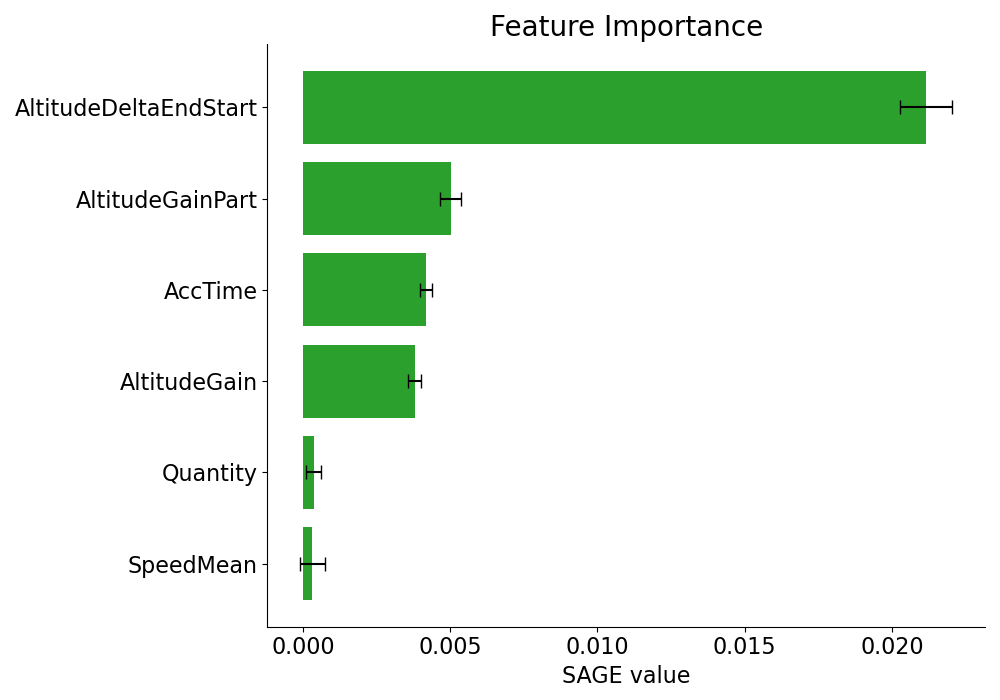 Feature Importance
AltitudeDeltaEndStart
AltitudeGainPart
AccTime
AltitudeGain
Quantity
SpeedMean
0.000 0.005 0.010 0.015 0.020
SAGE value